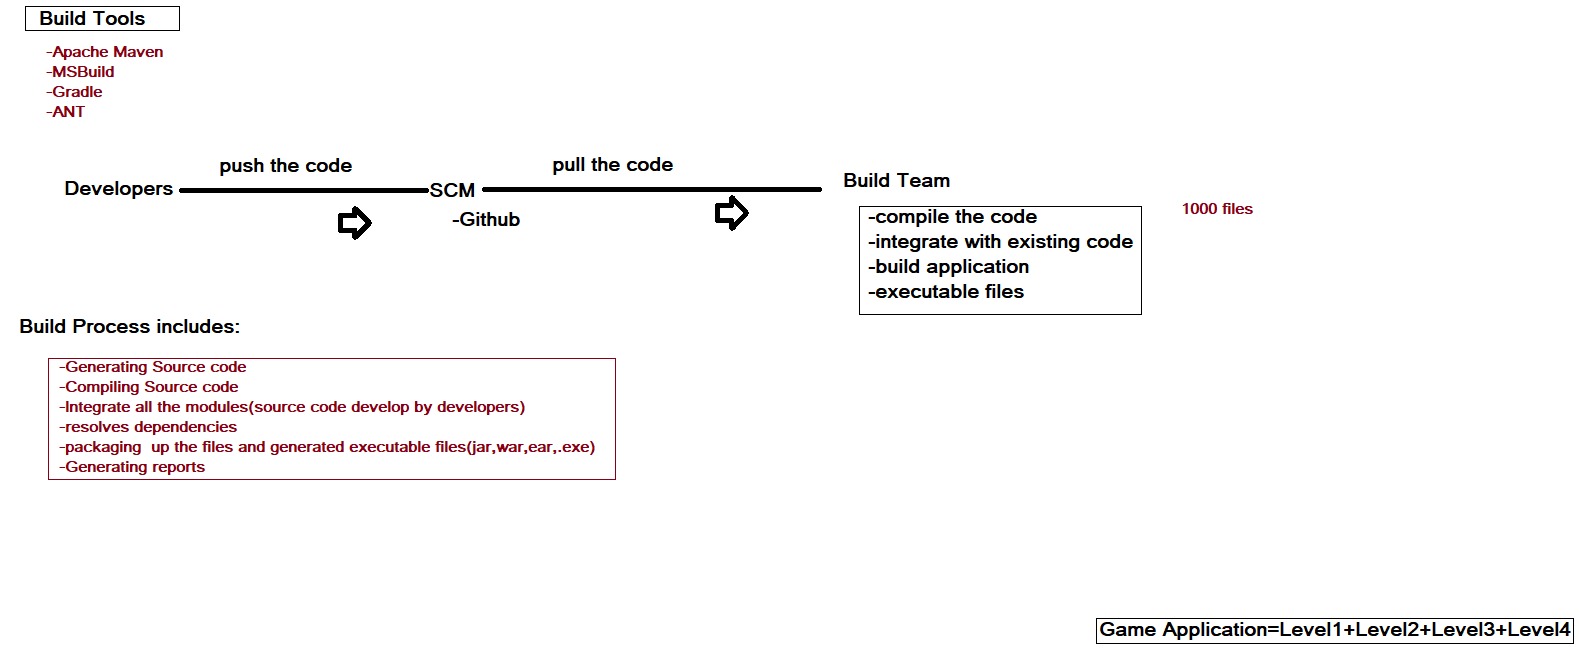 Build Tools
-Apache Maven
-MSBuild
-Gradle
-ANT
push the code
pull the code
Developers
SCM
-Github
Build Team
-compile the code
-integrate with existing code
-build application
-executable files
1000 files
Build Process includes:
-Generating Source code
-Compiling Source code
-Integrate all the modules(source code develop by developers)
-resolves dependencies
-packaging  up the files and generated executable files(jar,war,ear,.exe)
-Generating reports
Game Application=Level1+Level2+Level3+Level4